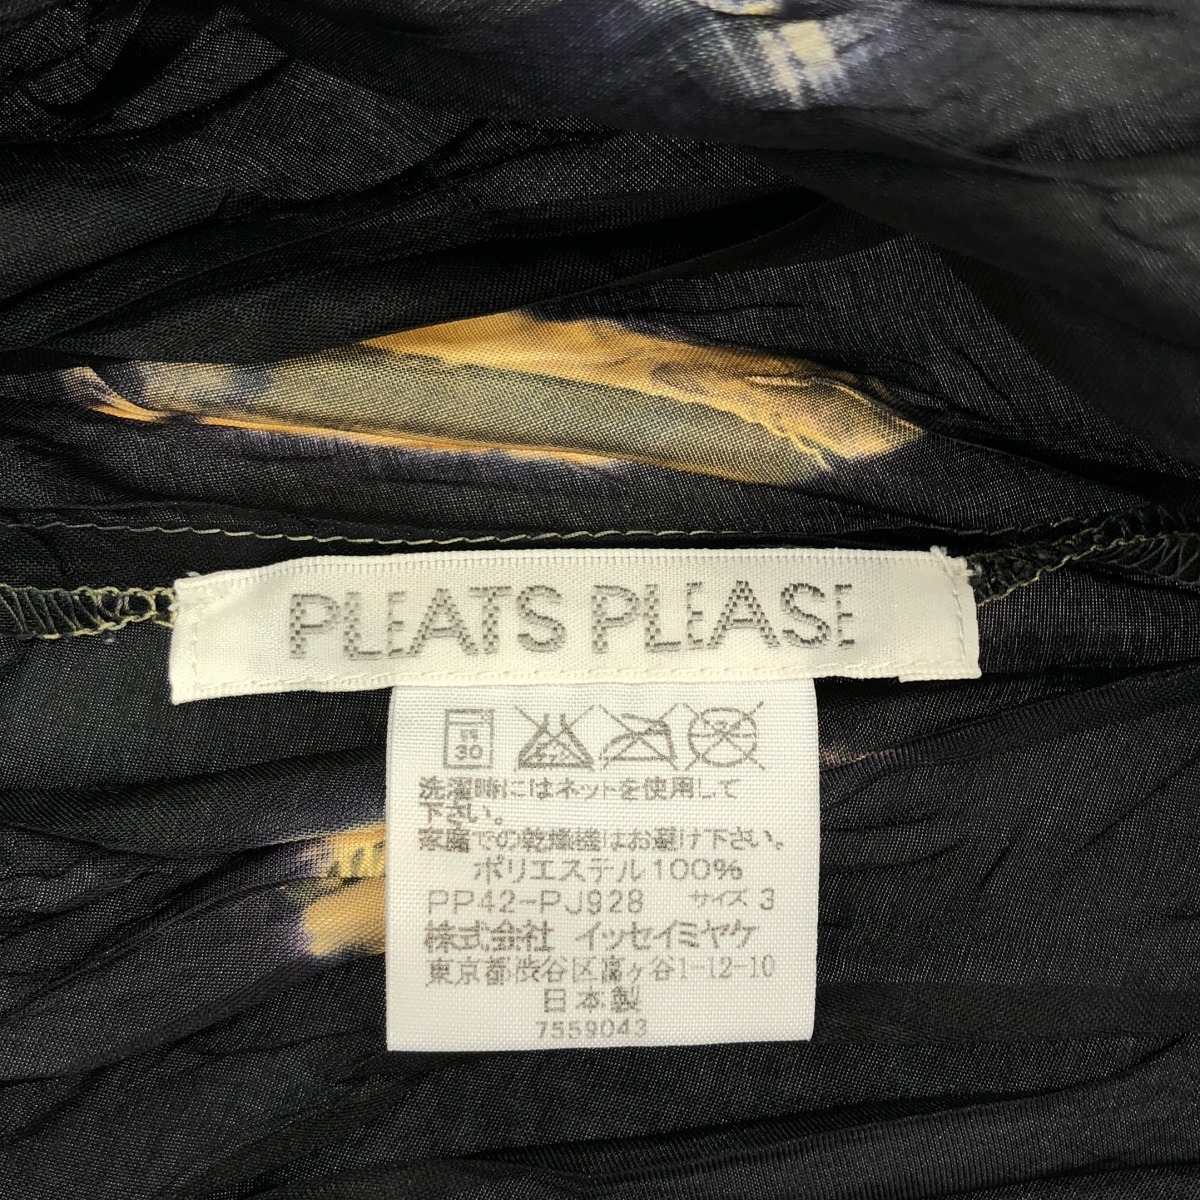 PLEATS PLEASE
30
洗濯時にはネットを使用して
下さい。
家庭での乾燥機はお避け下さい。
ポリエステル100%
PP42-PJ928 サイズ 3
株式会社 イッセイミヤケ
東京都渋谷区富ヶ谷1-12-10
日本製
7559043